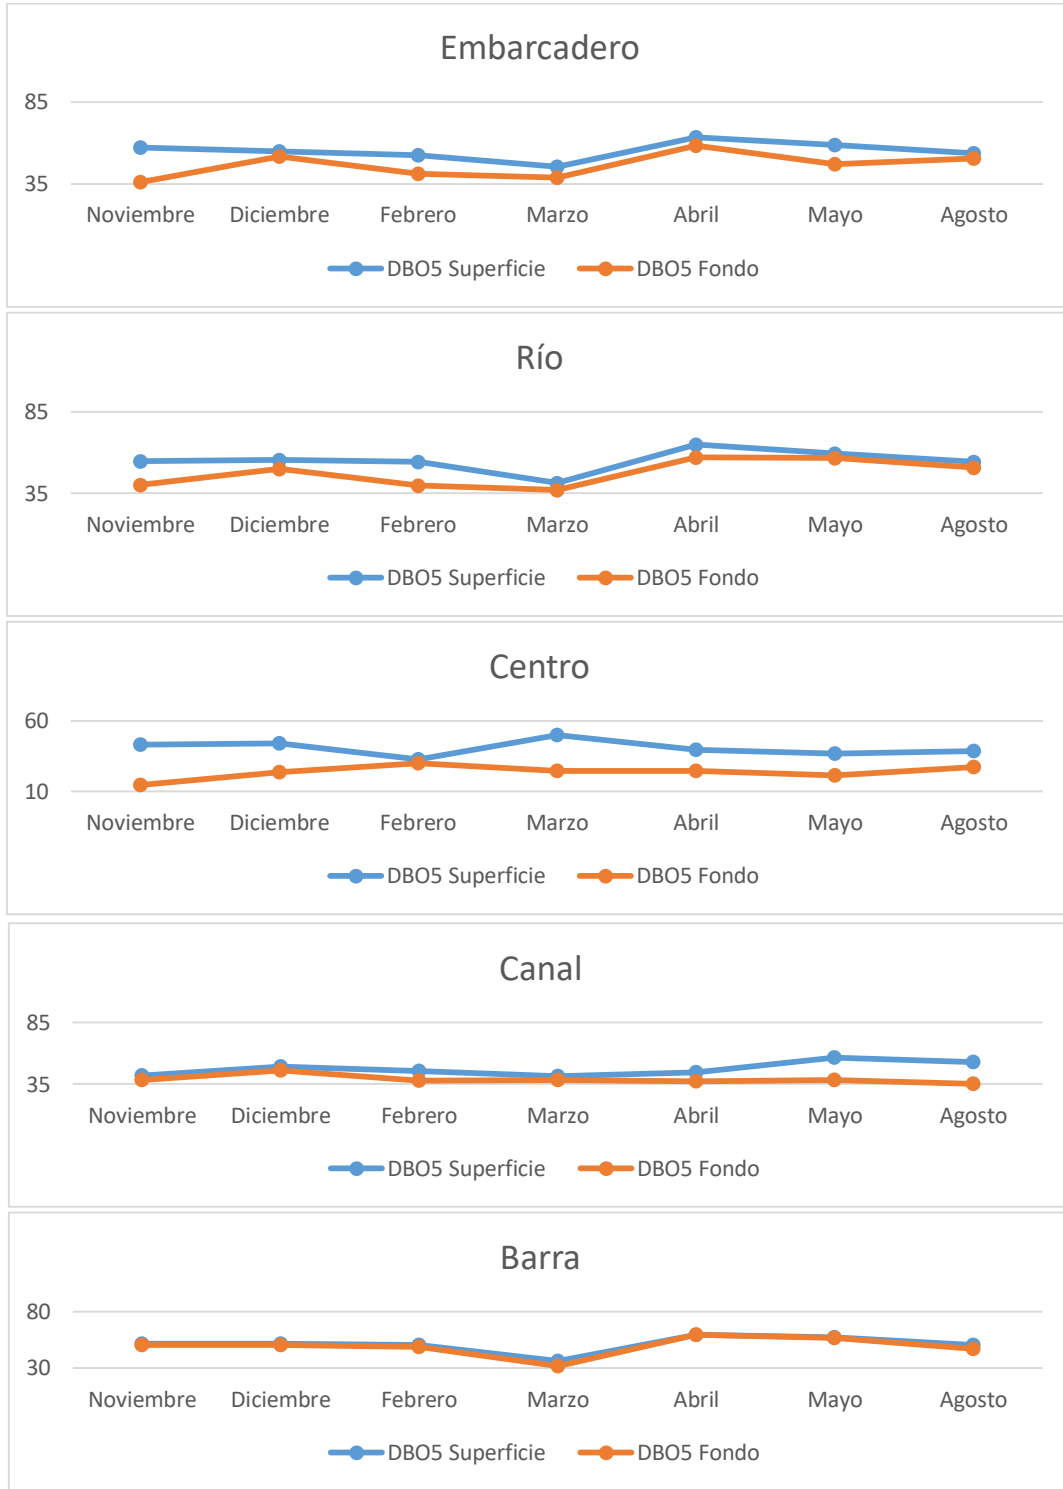 Embarcadero
85
35
Noviembre Diciembre Febrero Marzo Abril Mayo Agosto
DBO5 Superficie DBO5 Fondo
Río
85
35
Noviembre Diciembre Febrero Marzo Abril Mayo Agosto
DBO5 Superficie DBO5 Fondo
Centro
60
10
Noviembre Diciembre Febrero Marzo Abril Mayo Agosto
DBO5 Superficie DBO5 Fondo
Canal
85
35
Noviembre Diciembre Febrero Marzo Abril Mayo Agosto
DBO5 Superficie DBO5 Fondo
Barra
80
30
Noviembre Diciembre Febrero Marzo Abril Mayo Agosto
DBO5 Superficie DBO5 Fondo